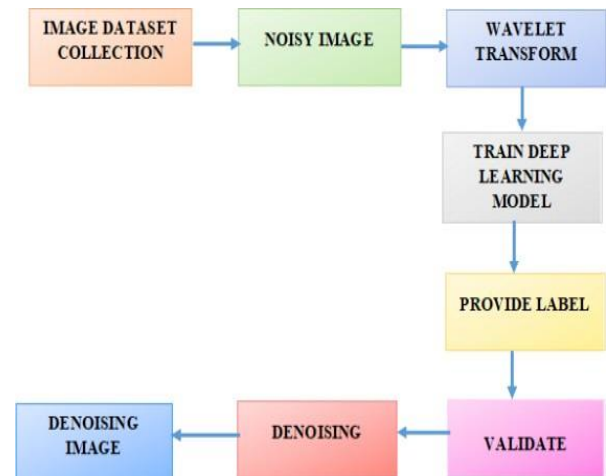 IMAGE DATASET
COLLECTION
NOISY IMAGE
WAVELET
TRANSFORM
TRAIN DEEP
LEARNING
MODEL
PROVIDE LABEL
VALIDATE
DENOISING
DENOISING
IMAGE